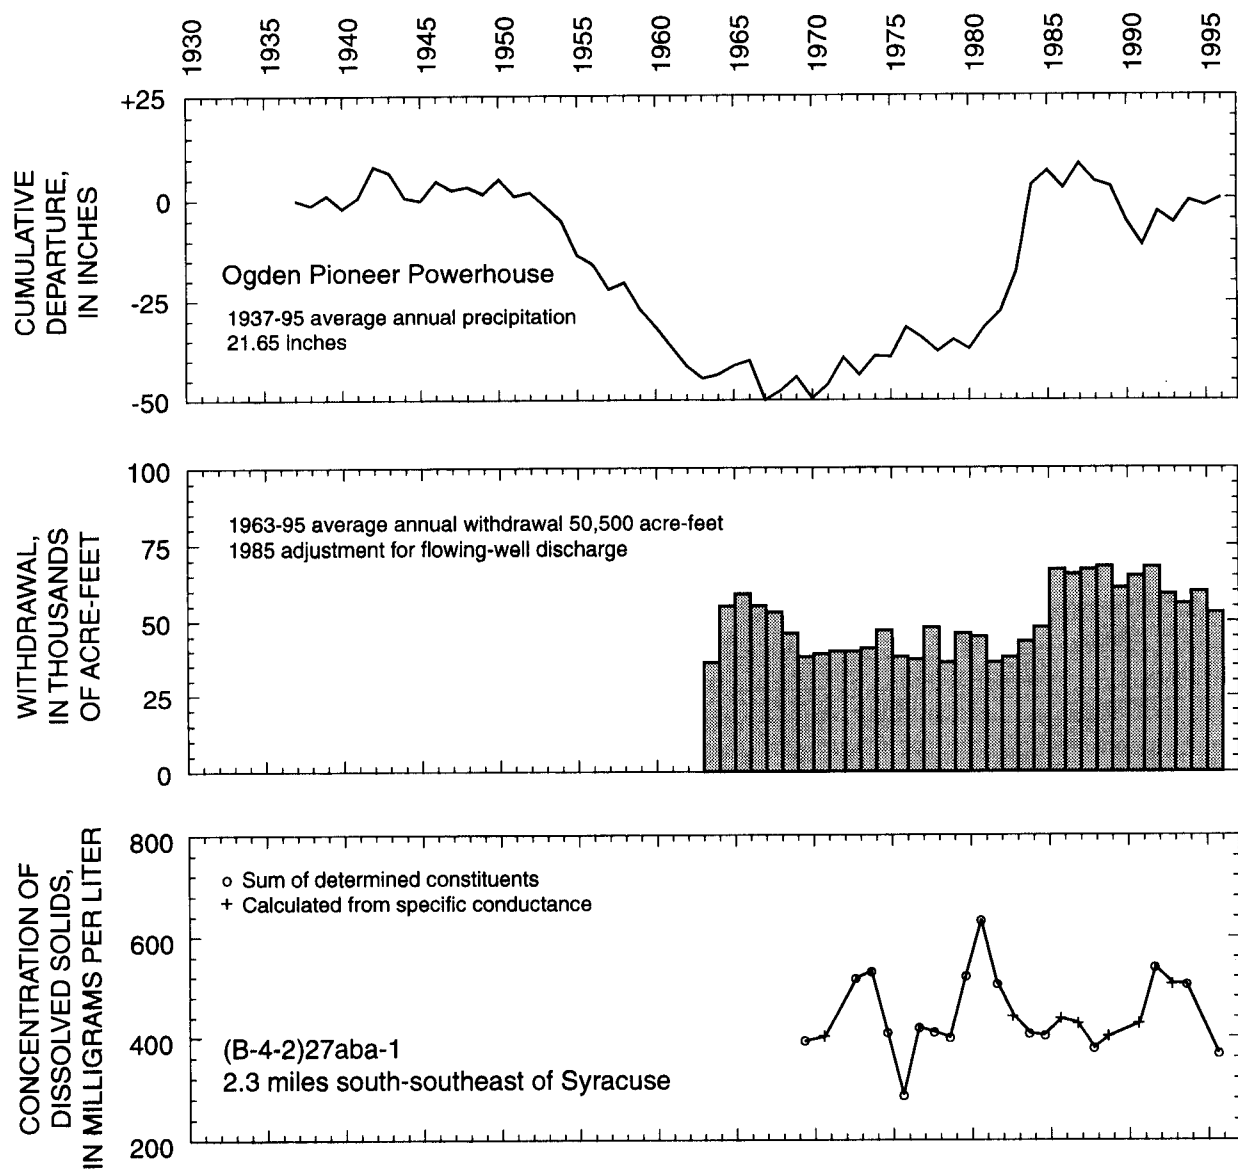 1930 1935 1940 1945 1950 1955 1960 1965 1970 1975 1980 1985 1990 1995
CUMULATIVE
DEPARTURE,
IN INCHES
+25
0
-25
-50
Ogden Pioneer Powerhouse
1937-95 average annual precipitation
21.65 inches
WITHDRAWAL,
IN THOUSANDS
OF ACRE-FEET
100
75
50
25
0
1963-95 average annual withdrawal 50,500 acre-feet
1985 adjustment for flowing-well discharge
CONCENTRATION OF
DISSOLVED SOLIDS,
IN MILLIGRAMS PER LITER
800
600
400
200
o Sum of determined constituents
+ Calculated from specific conductance
(B-4-2)27aba-1
2.3 miles south-southeast of Syracuse